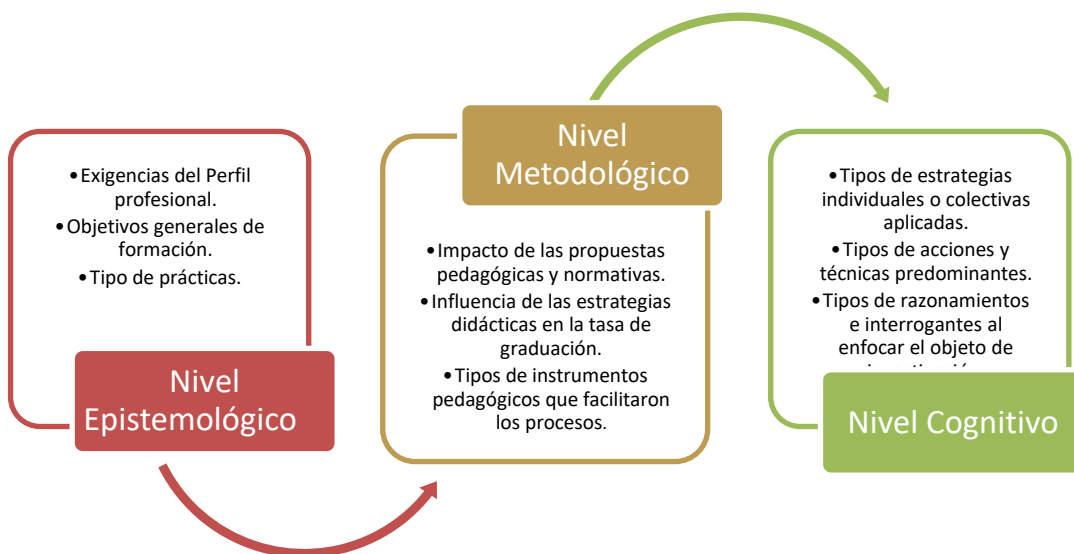 •Exigencias del Perfil
profesional.
•Objetivos generales de
formación.
•Tipo de prácticas.
Nivel
Epistemológico
Nivel
Metodológico
•Impacto de las propuestas
pedagógicas y normativas.
•Influencia de las estrategias
didácticas en la tasa de
graduación.
•Tipos de instrumentos
pedagógicos que facilitaron
los procesos.
•Tipos de estrategias
individuales o colectivas
aplicadas.
•Tipos de acciones y
técnicas predominantes.
•Tipos de razonamientos
e interrogantes al
enfocar el objeto de
Nivel Cognitivo